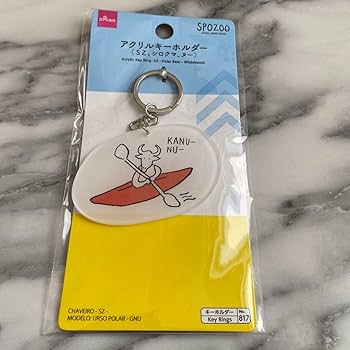 DAISO
SPOZOO
アクリルキーホルダー
(SZ、シロクマ、ヌー)
Acrylic Key Ring -SZ - Polar Bear - Wildebeest-
KANU-
NU-
CHAVEIRO - SZ -
MODELO: URSO POLAR - GNU
キーホルダー
Key Rings
No.
817